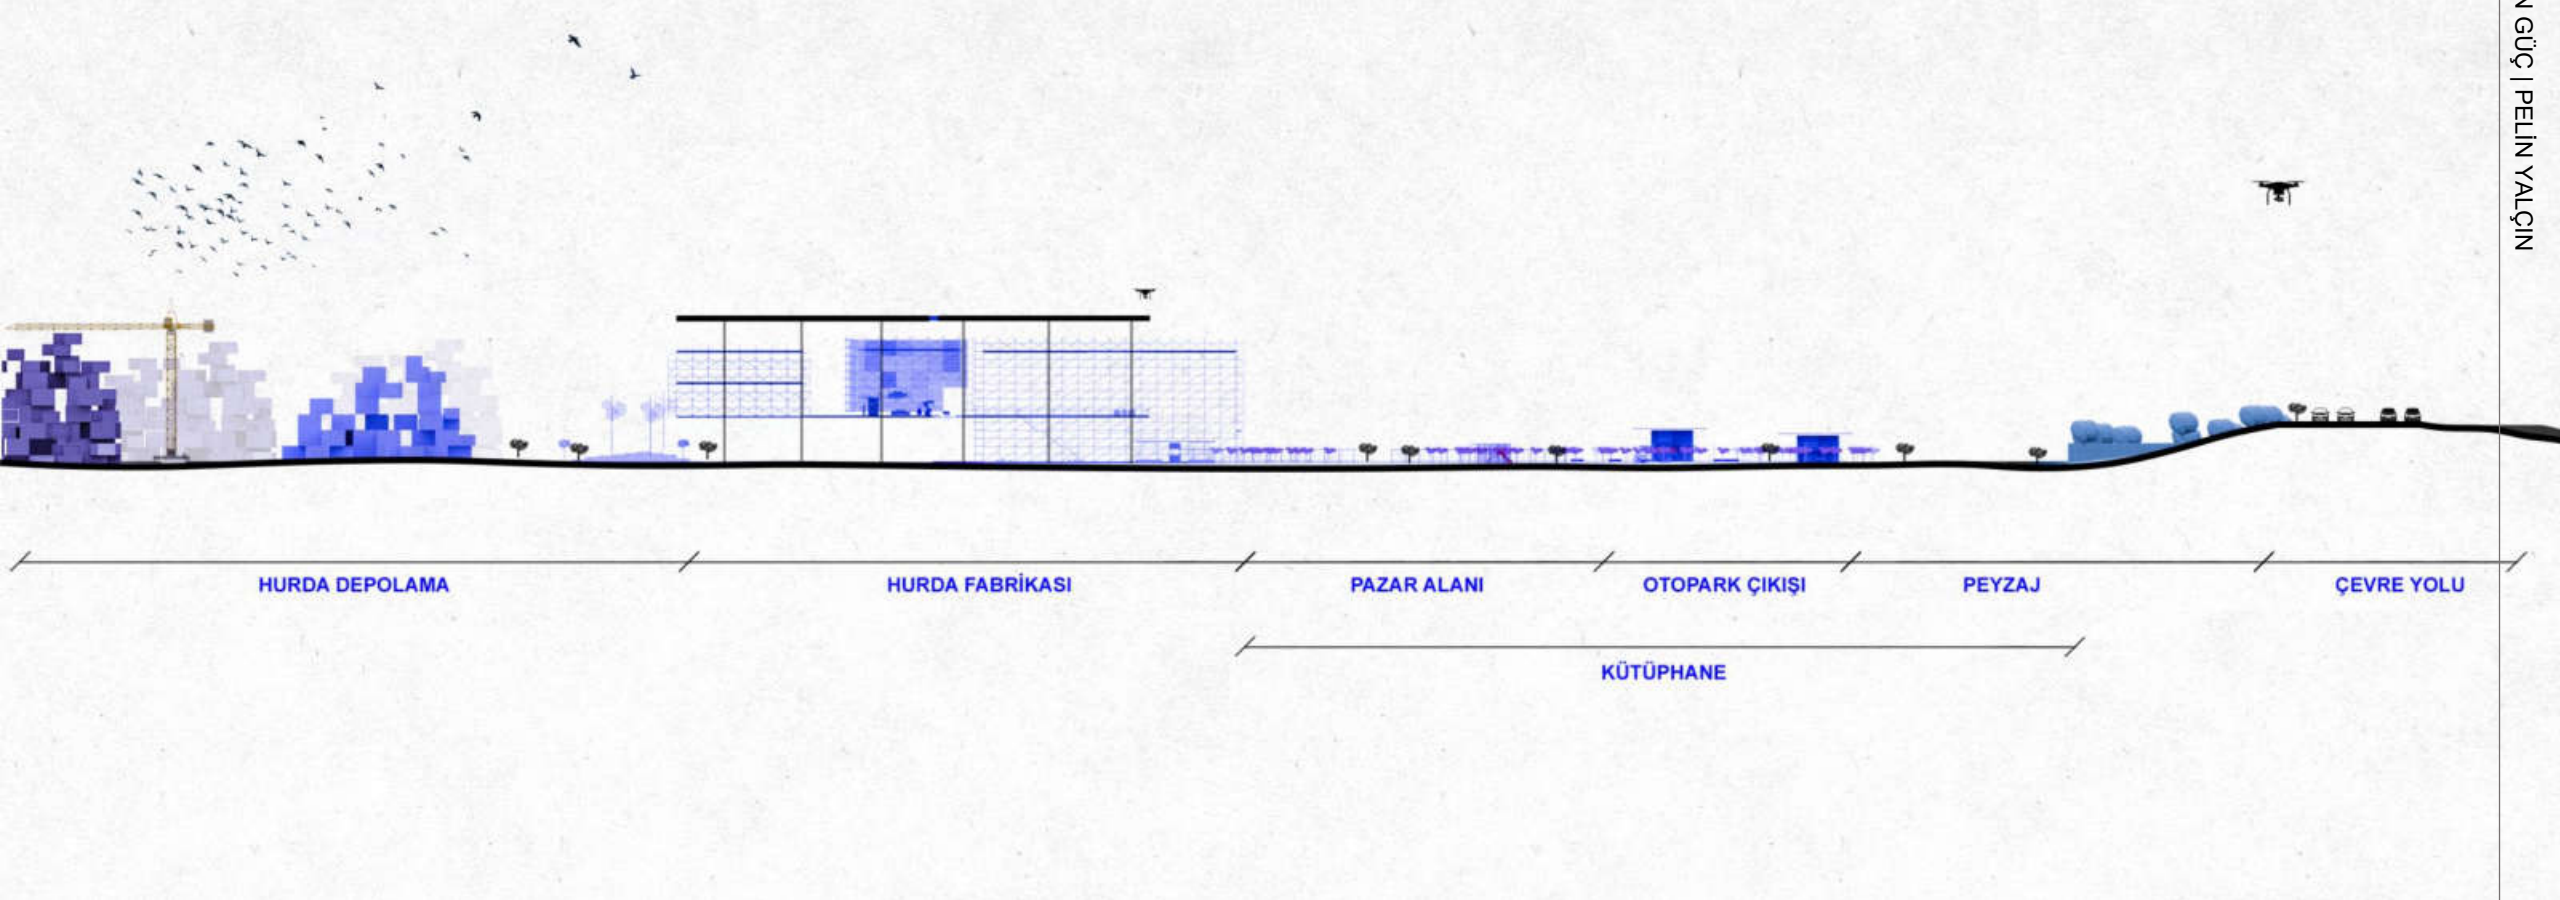 N GÜÇ | PELİN YALÇIN
HURDA DEPOLAMA
HURDA FABRİKASI
PAZAR ALANI
OTOPARK ÇIKIŞI
PEYZAJ
ÇEVRE YOLU
KÜTÜPHANE